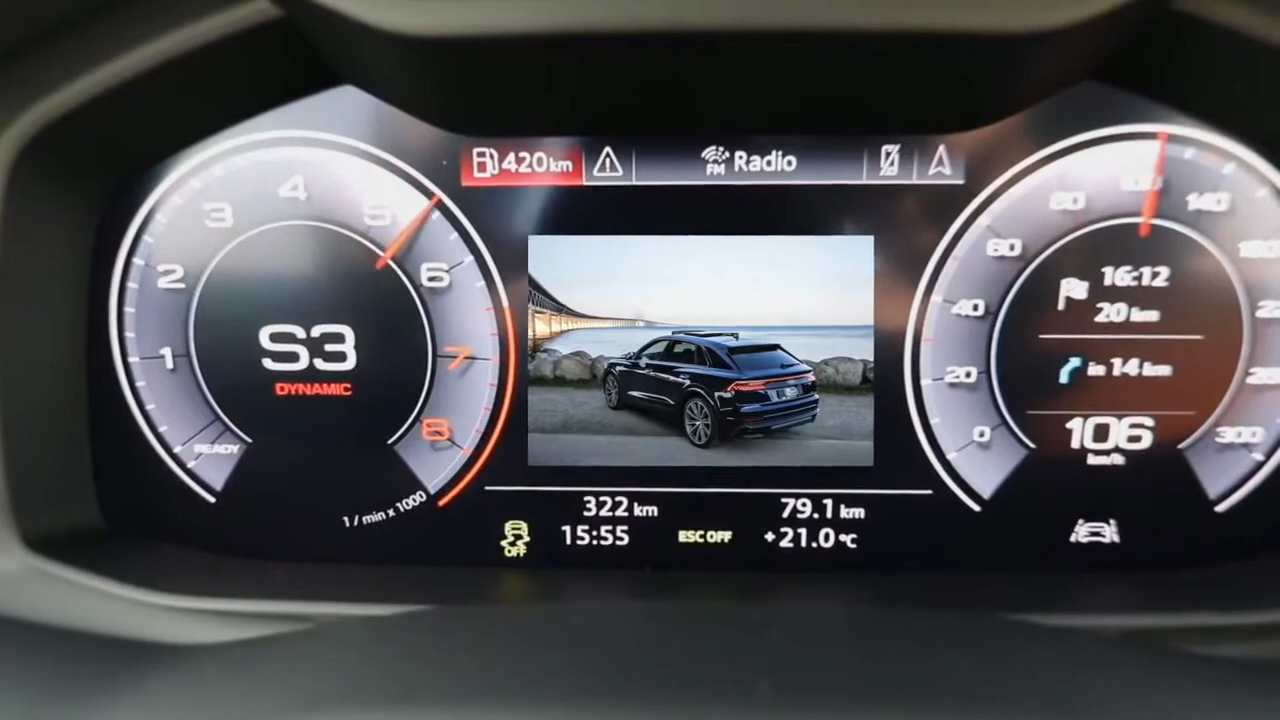 420 km
FM Radio
1
2
3
4
5
6
7
8
READY
S3
DYNAMIC
1 / min x 1000
0
20
40
60
80
140
300
16:12
20 km
in 14 km
106
km/h
322 km 79.1 km
OFF 15:55 ESC OFF +21.0 °C